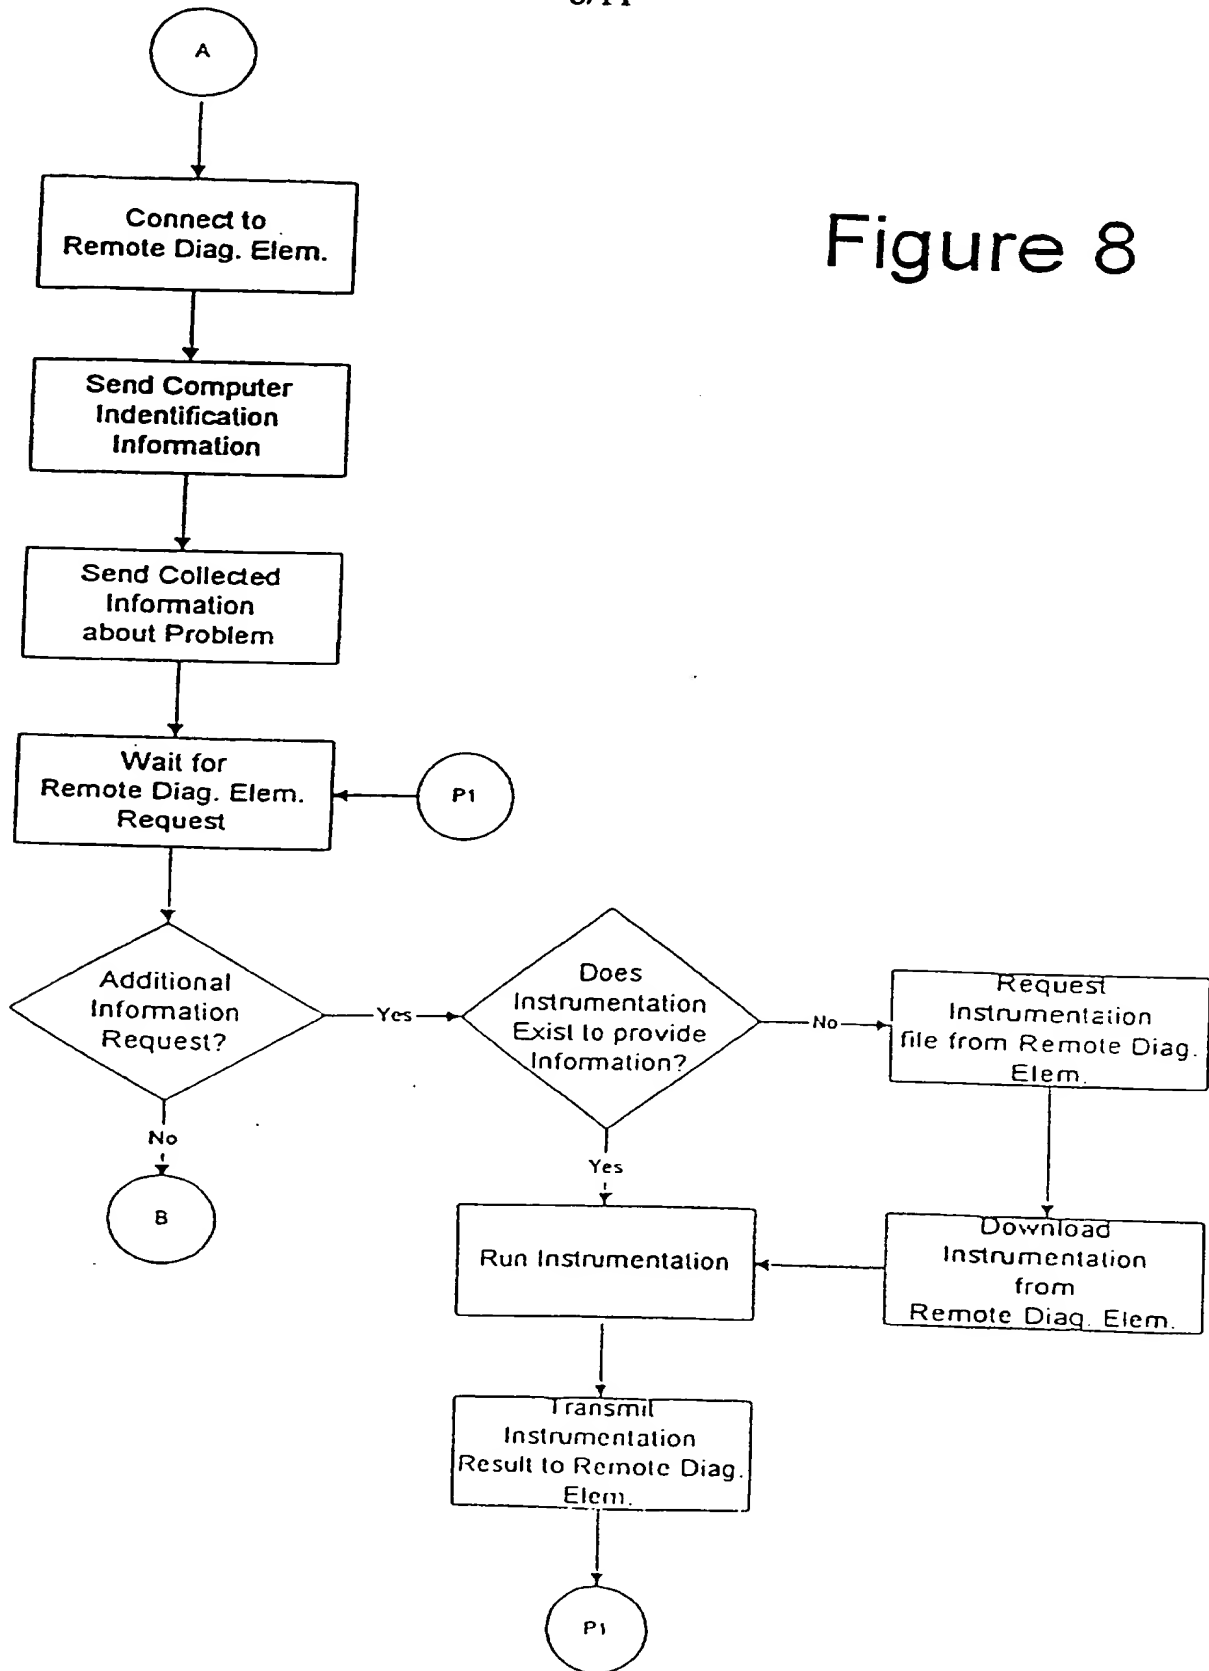 A
Connect to
Remote Diag. Elem.
Figure 8
Send Computer
Indentification
Information
Send Collected
Information
about Problem
Wait for
Remote Diag. Elem.
Request
P1
Additional
Information
Request?
Yes
Does
Instrumentation
Exist to provide
Information?
No
Request
Instrumentation
file from Remote Diag.
Elem.
No
B
Yes
Run Instrumentation
Download
Instrumentation
from
Remote Diag. Elem.
Transmit
Instrumentation
Result to Remote Diag.
Elem.
P1